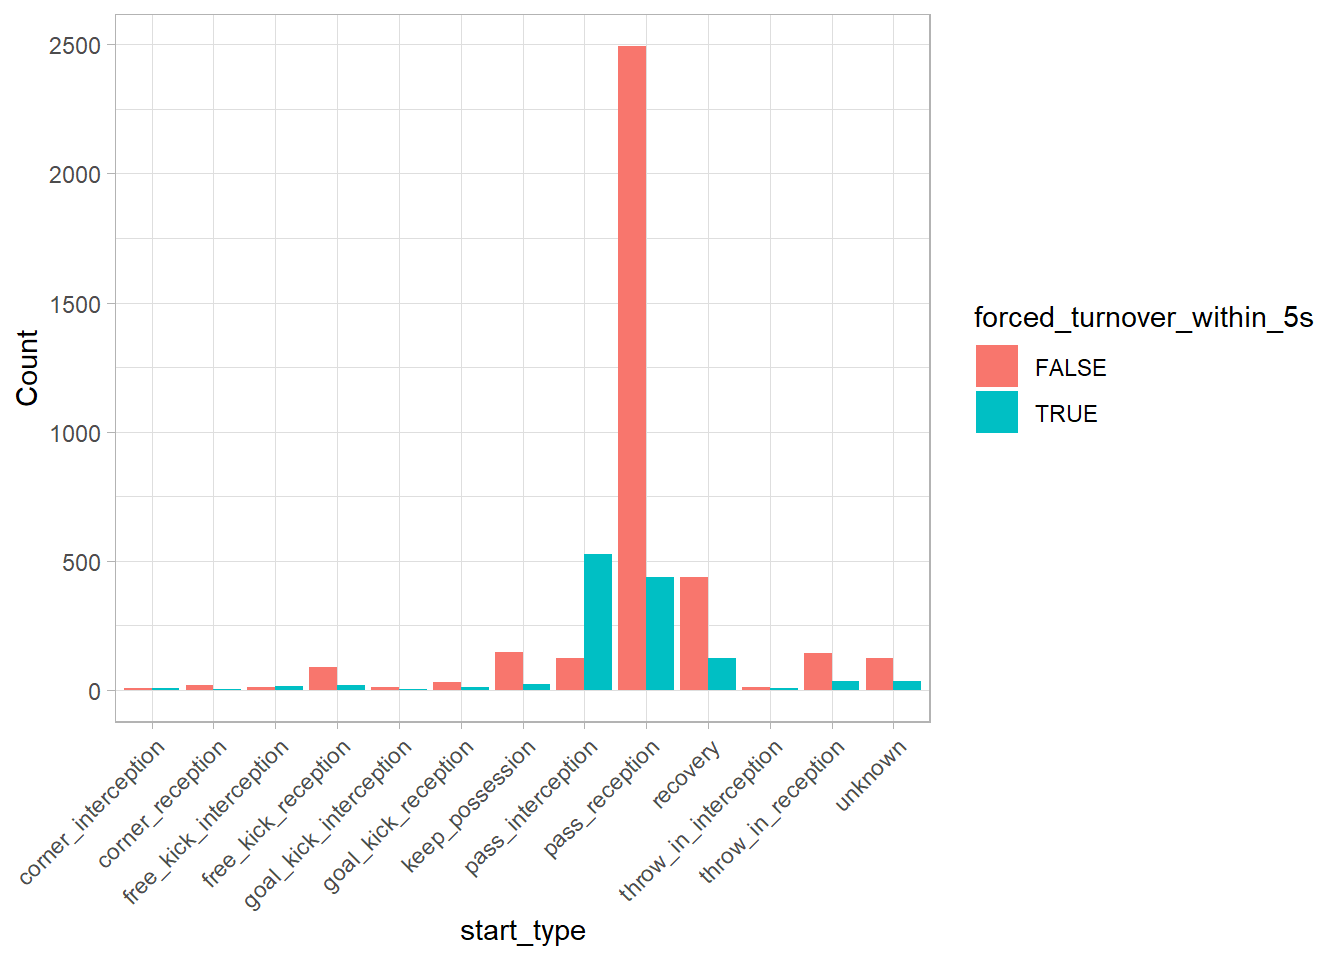 2500
2000
1500
1000
500
0
Count
corner_interception
corner_reception
free_kick_interception
free_kick_reception
goal_kick_interception
goal_kick_reception
keep_possession
pass_interception
pass_reception
recovery
throw_in_interception
throw_in_reception
unknown
start_type
forced_turnover_within_5s
FALSE
TRUE